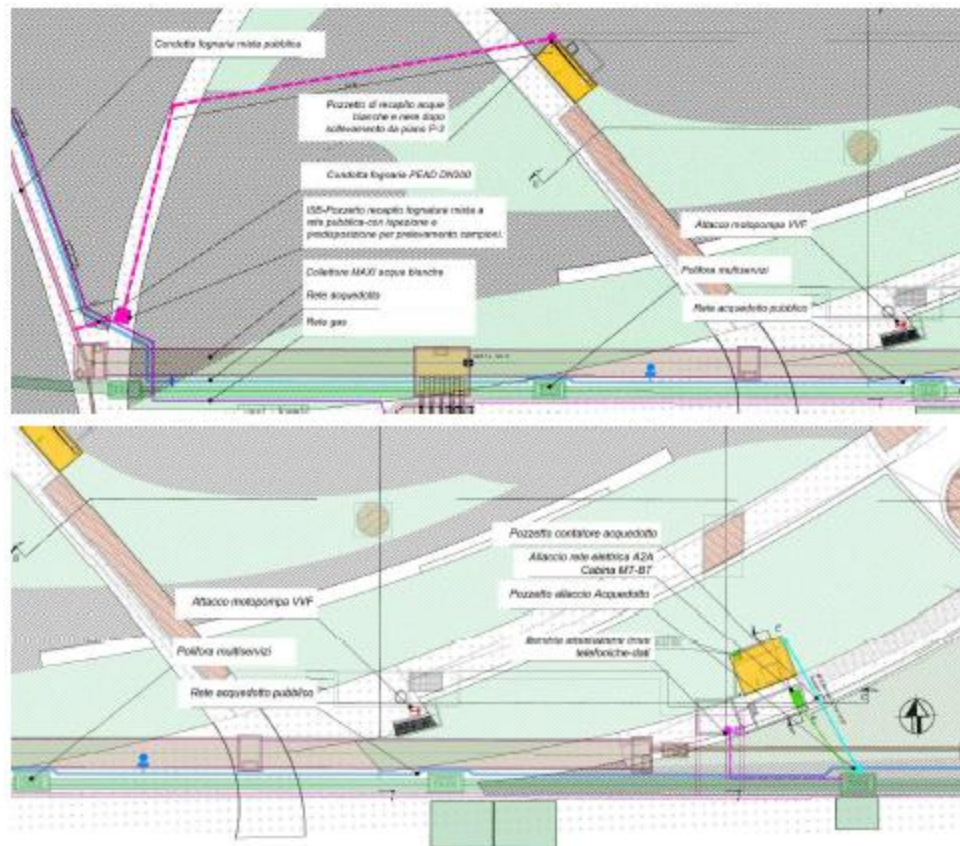 Condotta fognaria mista pubblica
Pozzetto di recapito acque
bianche e nere dopo
sollevamento da piano P-3
Condotta fognaria PEAD DN200
ISB-Pozzetto recapito fognatura mista a
rete pubblica-con ispezione e
predisposizione per prelevamento campioni.
Collettore MAXI acque bianche
Rete acquedotto
Rete gas
Attacco motopompa VVF
Polifora multiservizi
Rete acquedotto pubblico
Pozzetto contatore acquedotto
Allaccio rete elettrica A2A
Cabina MT-BT
Pozzetto allaccio Acquedotto
telefoniche-dati
Attacco motopompa VVF
Polifora multiservizi
Rete acquedotto pubblico